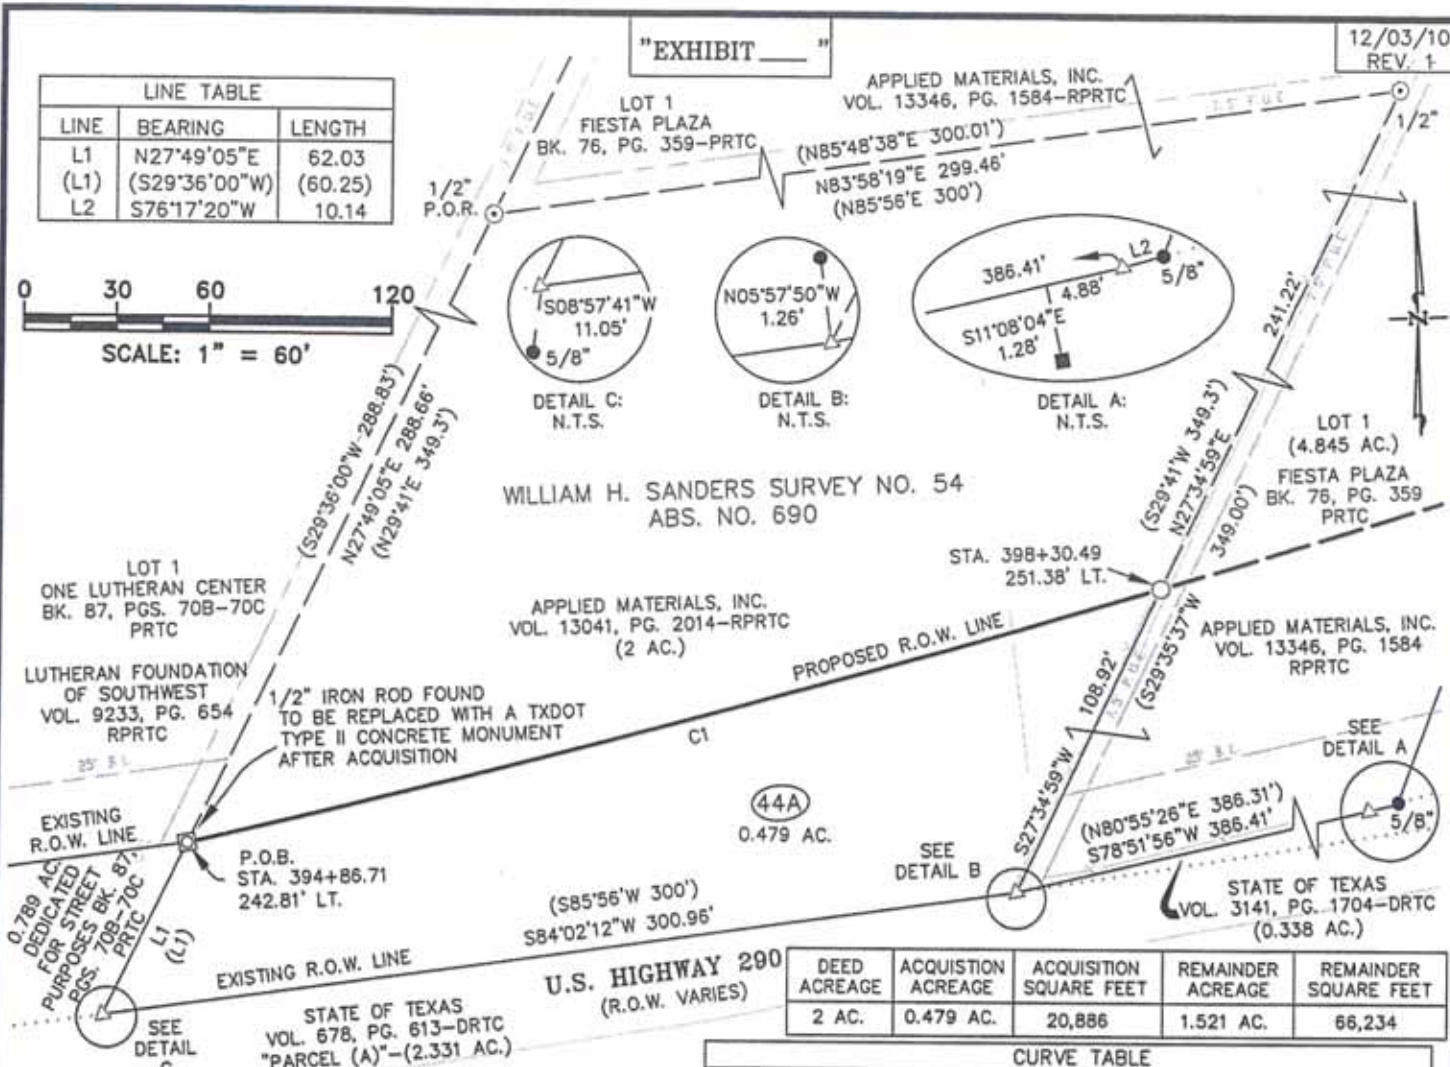 "EXHIBIT____ "
12/03/10
REV. 1
LINE TABLE
LINE BEARING LENGTH
L1 N27°49'05"E 62.03
(L1) (S29°36'00"W) (60.25)
L2 S76°17'20"W 10.14
0 30 60 120
SCALE: 1" = 60'
LOT 1
FIESTA PLAZA
BK. 76, PG. 359-PRTC
APPLIED MATERIALS, INC.
VOL. 13346, PG. 1584-RPRTC
7.5' P.U.E.
1/2"
(N85°48'38"E 300.01')
N83°58'19"E 299.46'
(N85°56'E 300')
1/2"
P.O.R.
S08°57'41"W
11.05'
5/8"
DETAIL C:
N.T.S.
N05°57'50"W
1.26'
DETAIL B:
N.T.S.
386.41'
L2
4.88'
5/8"
S11°08'04"E
1.28'
DETAIL A:
N.T.S.
241.22'
7.5' P.U.E.
N
(S29°36'00"W-288.83')
N27°49'05"E 288.66'
(N29°41'E 349.3')
WILLIAM H. SANDERS SURVEY NO. 54
ABS. NO. 690
(S29°41'W 349.3')
N27°34'59"E
349.00')
LOT 1
(4.845 AC.)
FIESTA PLAZA
BK. 76, PG. 359
PRTC
STA. 398+30.49
251.38' LT.
LOT 1
ONE LUTHERAN CENTER
BK. 87, PGS. 70B-70C
PRTC
APPLIED MATERIALS, INC.
VOL. 13041, PG. 2014-RPRTC
(2 AC.)
PROPOSED R.O.W. LINE
(S29°35'37"W
APPLIED MATERIALS, INC.
VOL. 13346, PG. 1584
RPRTC
LUTHERAN FOUNDATION
OF SOUTHWEST
VOL. 9233, PG. 654
RPRTC
1/2" IRON ROD FOUND
TO BE REPLACED WITH A TXDOT
TYPE II CONCRETE MONUMENT
AFTER ACQUISITION
108.92'
7.5' P.U.E.
C1
25' B.L.
25' B.L.
SEE
DETAIL A
44A
0.479 AC.
S27°34'59"W
(N80°55'26"E 386.31')
S78°51'56"W 386.41'
5/8"
EXISTING
R.O.W. LINE
P.O.B.
STA. 394+86.71
242.81' LT.
SEE
DETAIL B
0.789 AC.
DEDICATED
FOR STREET
PURPOSES BK. 87,
PGS. 70B-70C
PRTC
L1
(L1)
(S85°56'W 300')
S84°02'12"W 300.96'
STATE OF TEXAS
VOL. 3141, PG. 1704-DRTC
(0.338 AC.)
EXISTING R.O.W. LINE
U.S. HIGHWAY 290
(R.O.W. VARIES)
SEE
DETAIL
C
STATE OF TEXAS
VOL. 678, PG. 613-DRTC
"PARCEL (A)"-(2.331 AC.)
DEED ACREAGE ACQUISTION ACREAGE ACQUISITION SQUARE FEET REMAINDER ACREAGE REMAINDER SQUARE FEET
2 AC. 0.479 AC. 20,886 1.521 AC. 66,234
CURVE TABLE